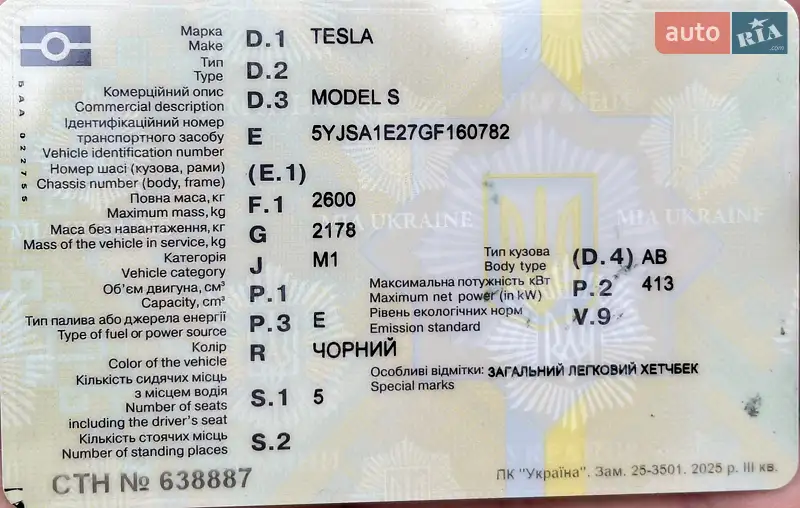 auto RIA.com
Марка
Make D.1 TESLA
Тип
Type D.2
Комерційний опис
Commercial description D.3 MODEL S
Ідентифікаційний номер
транспортного засобу
Vehicle identification number E 5YJSA1E27GF160782
Номер шасі (кузова, рами)
Chassis number (body, frame) (E.1)
Повна маса, кг
Maximum mass, kg F.1 2600
Маса без навантаження, кг
Mass of the vehicle in service, kg G 2178
Категорія
Vehicle category J M1
Тип кузова
Body type (D.4) AB
Об'єм двигуна, см³
Capacity, cm³ P.1
Максимальна потужність кВт
Maximum net power (in kW) P.2 413
Тип палива або джерела енергії
Type of fuel or power source P.3 E
Рівень екологічних норм
Emission standard V.9
Колір
Color of the vehicle R ЧОРНИЙ
Особливі відмітки: ЗАГАЛЬНИЙ ЛЕГКОВИЙ ХЕТЧБЕК
Special marks
Кількість сидячих місць
з місцем водія
Number of seats
including the driver's seat S.1 5
Кількість стоячих місць
Number of standing places S.2
СТН № 638887
ПК "Україна". Зам. 25-3501. 2025 р. III кв.
MIA UKRAINE
MIA UKRAINE